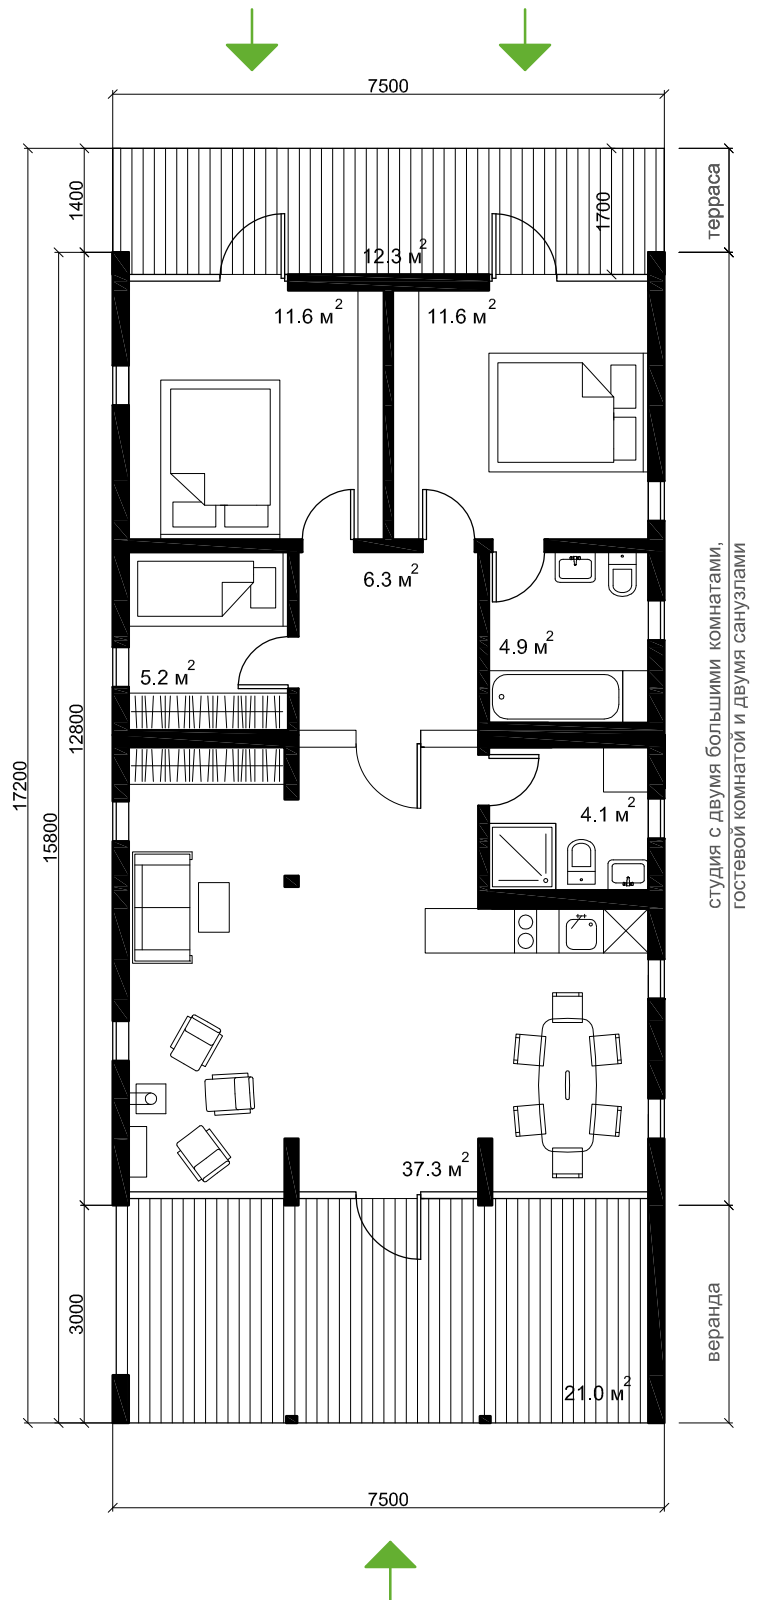 7500
1400
1700
терраса
12.3 м²
11.6 м²
11.6 м²
6.3 м²
4.9 м²
5.2 м²
студия с двумя большими комнатами,
гостевой комнатой и двумя санузлами
12800
17200
15800
4.1 м²
37.3 м²
3000
веранда
21.0 м²
7500